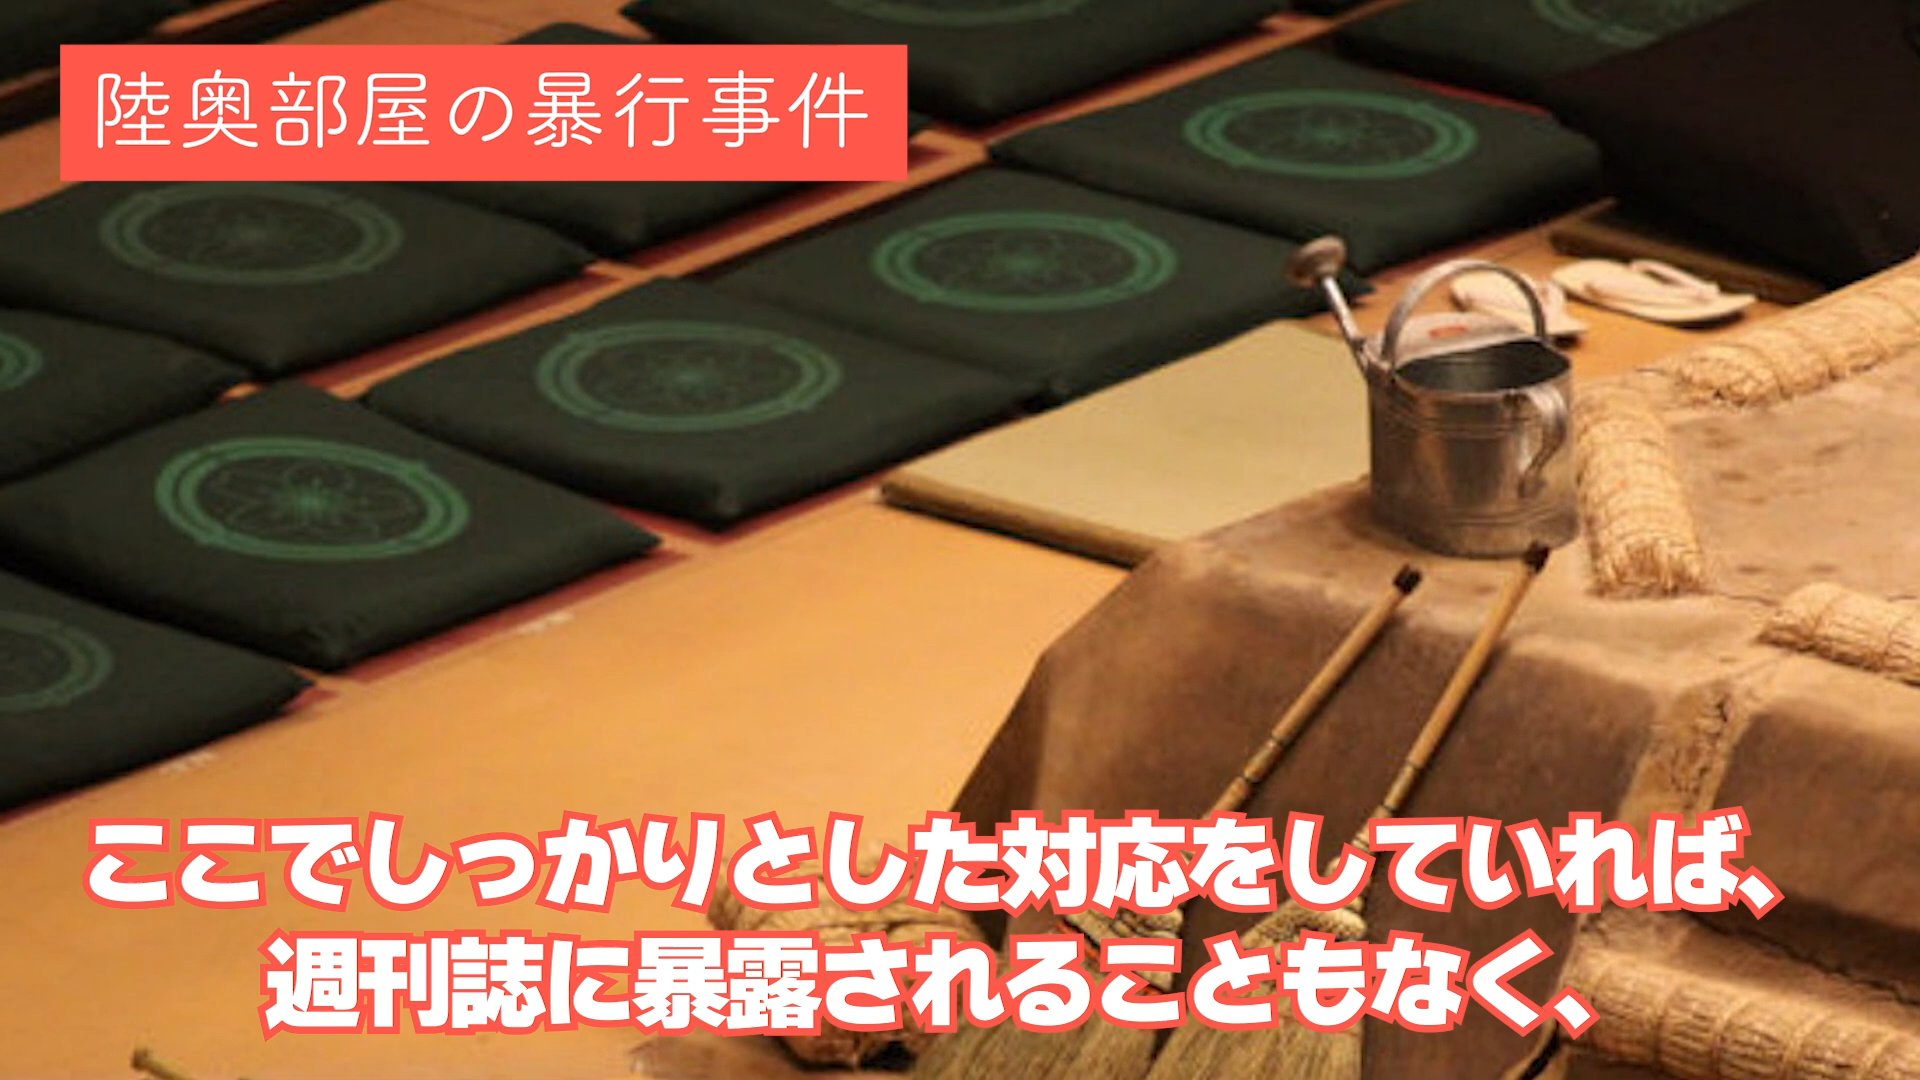 陸奥部屋の暴行事件
ここでしっかりとした対応をしていれば、
週刊誌に暴露されることもなく、